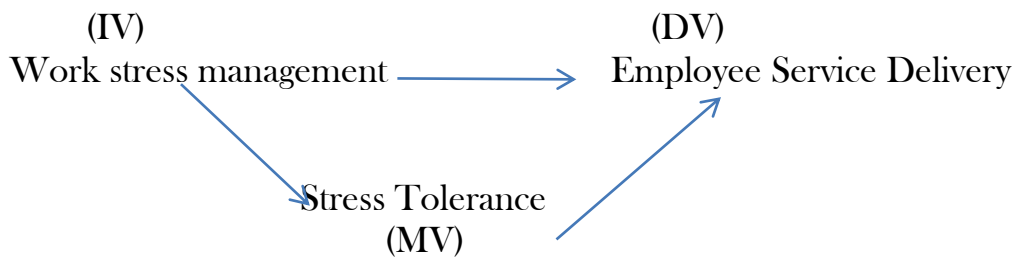 (IV) (DV)
Work stress management Employee Service Delivery
Stress Tolerance
(MV)